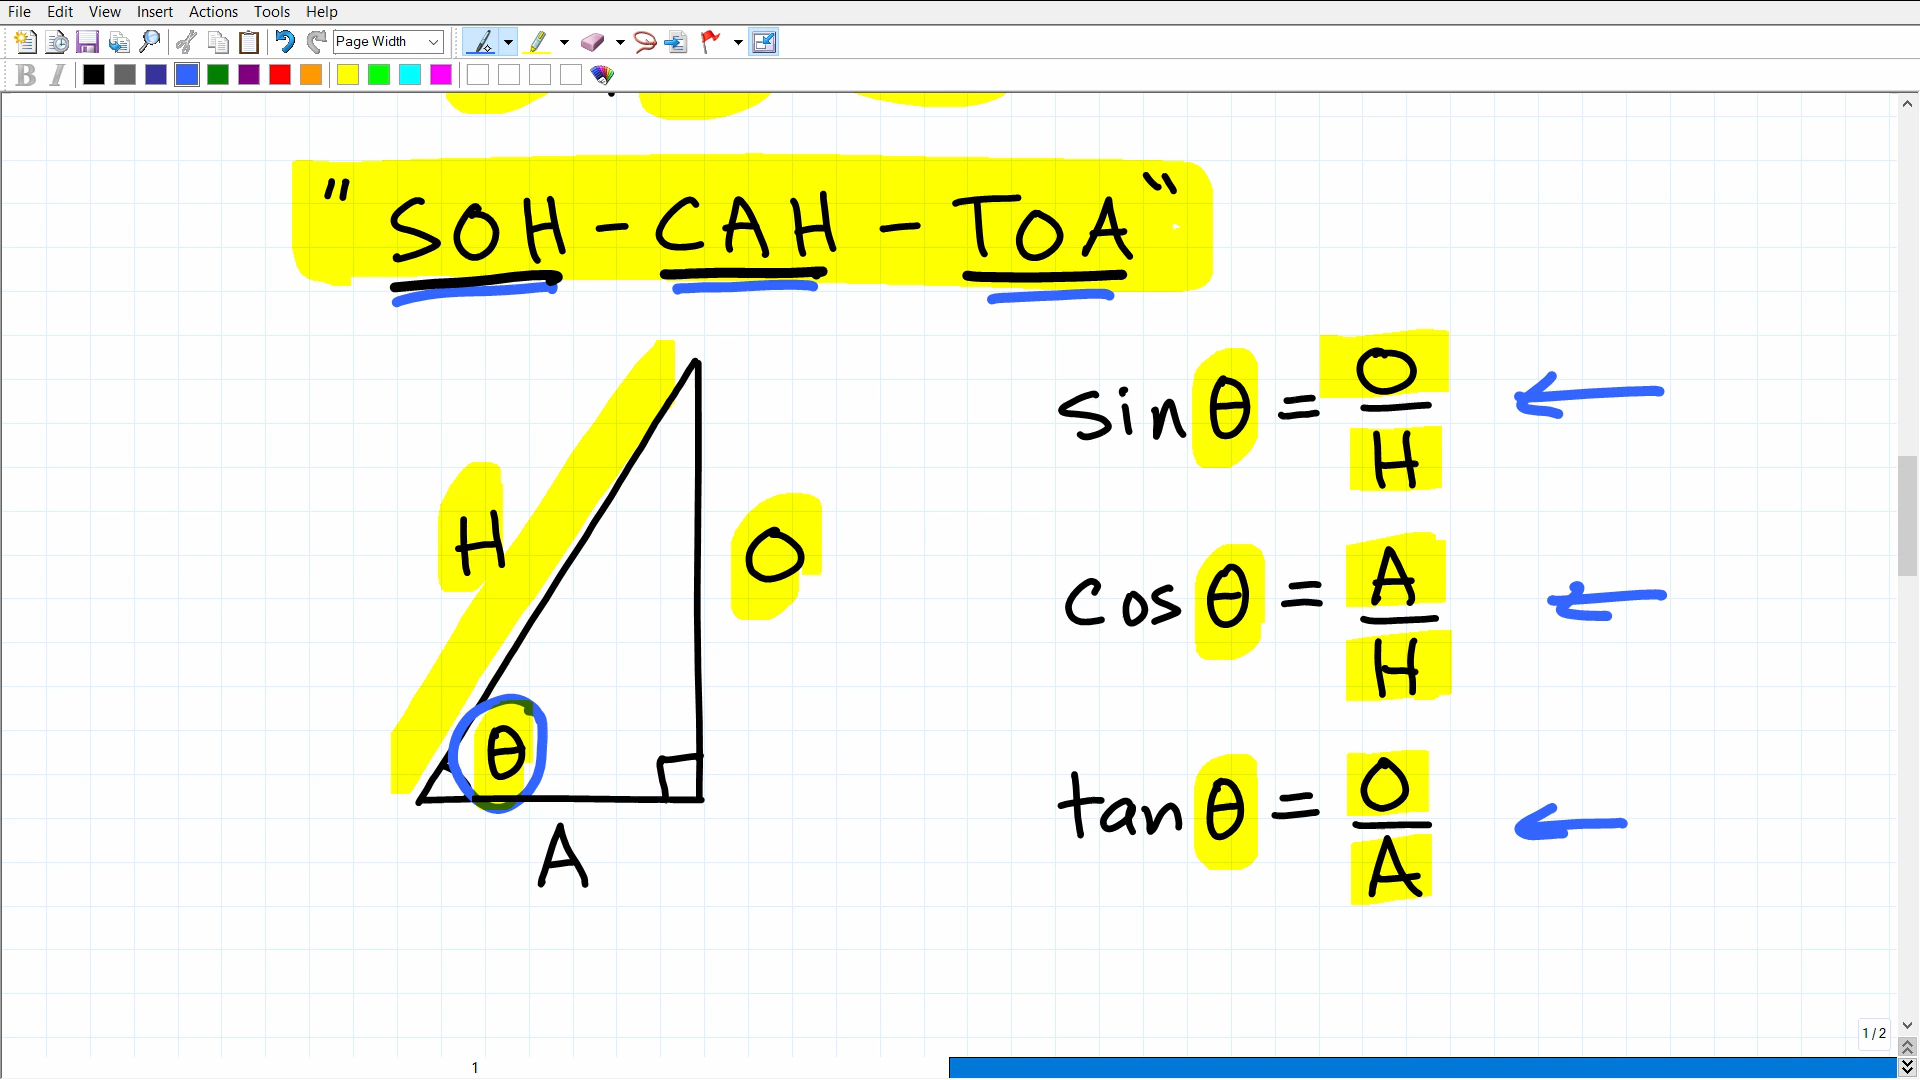 File Edit View Insert Actions Tools Help
Page Width
B I
"SOH - CAH - TOA"
sin θ = O/H
H
O
cos θ = A/H
θ
tan θ = O/A
A
1 / 2
1